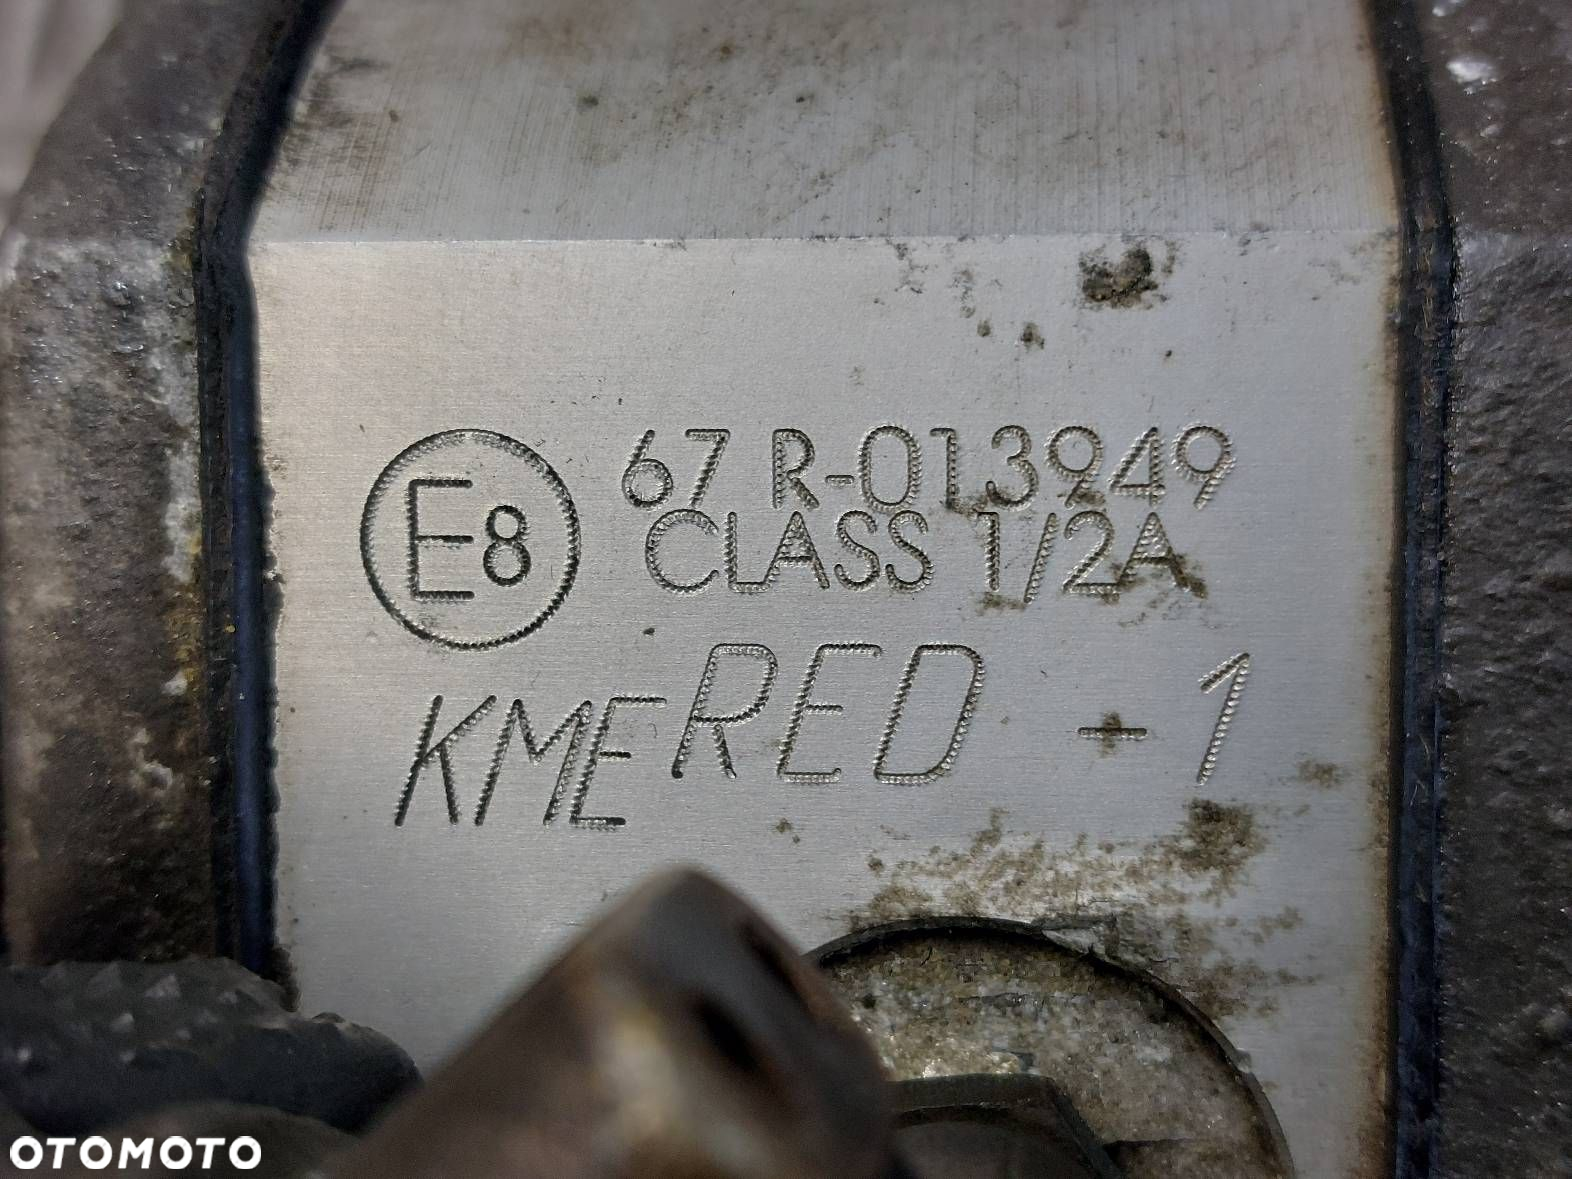 E8
67 R-013949
CLASS 1/2A
KME RED -1
OTOMOTO